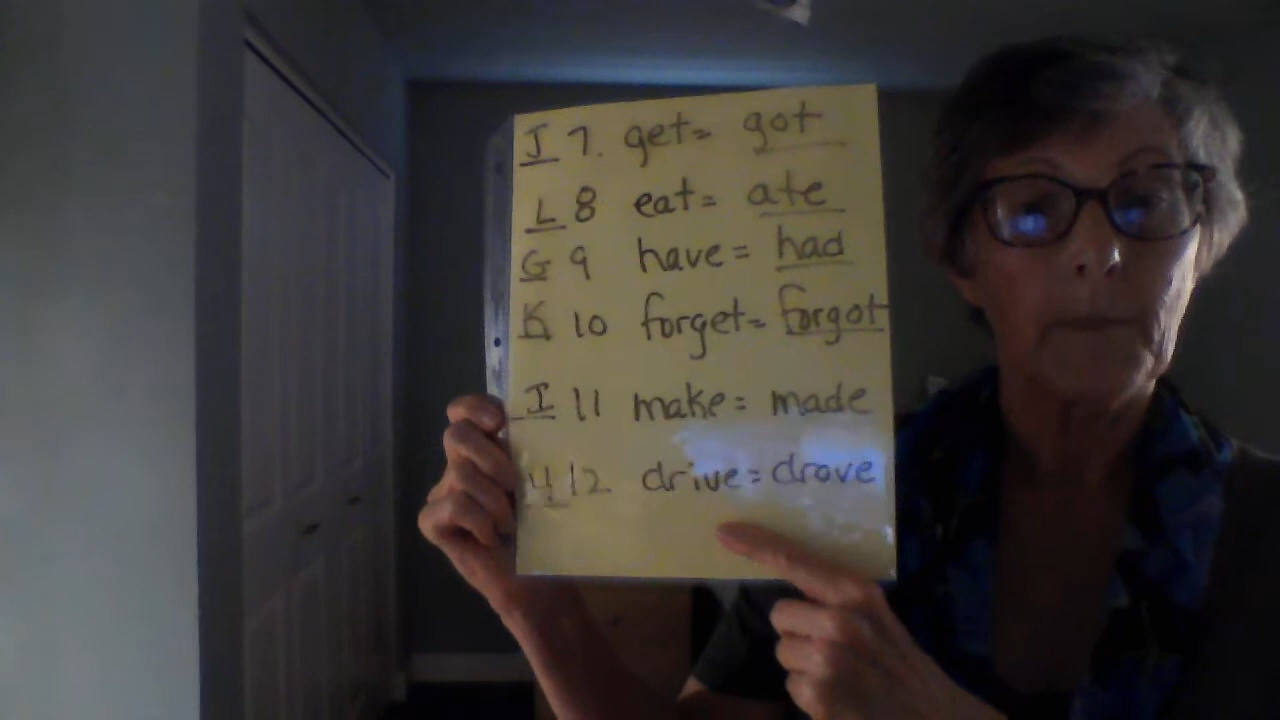 J 7. get = got
L 8 eat = ate
G 9 have = had
K 10 forget = forgot
I 11 make = made
H 12 drive = drove